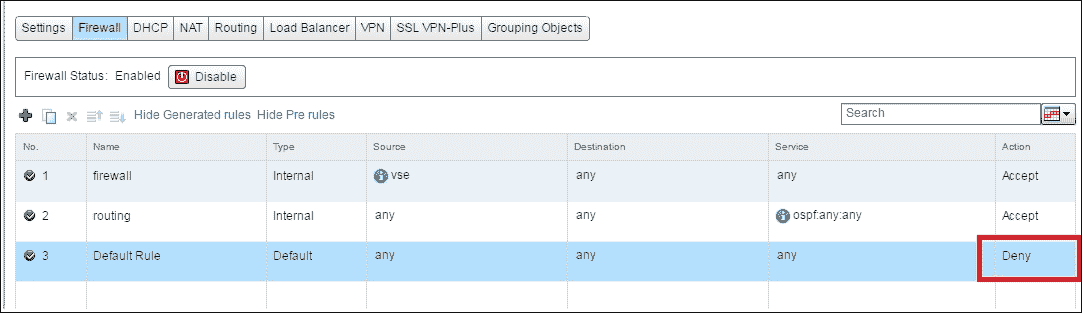 Settings Firewall DHCP NAT Routing Load Balancer VPN SSL VPN-Plus Grouping Objects
Firewall Status: Enabled Disable
Hide Generated rules Hide Pre rules Search
No. Name Type Source Destination Service Action
1 firewall Internal vse any any Accept
2 routing Internal any any ospf:any:any Accept
3 Default Rule Default any any any Deny